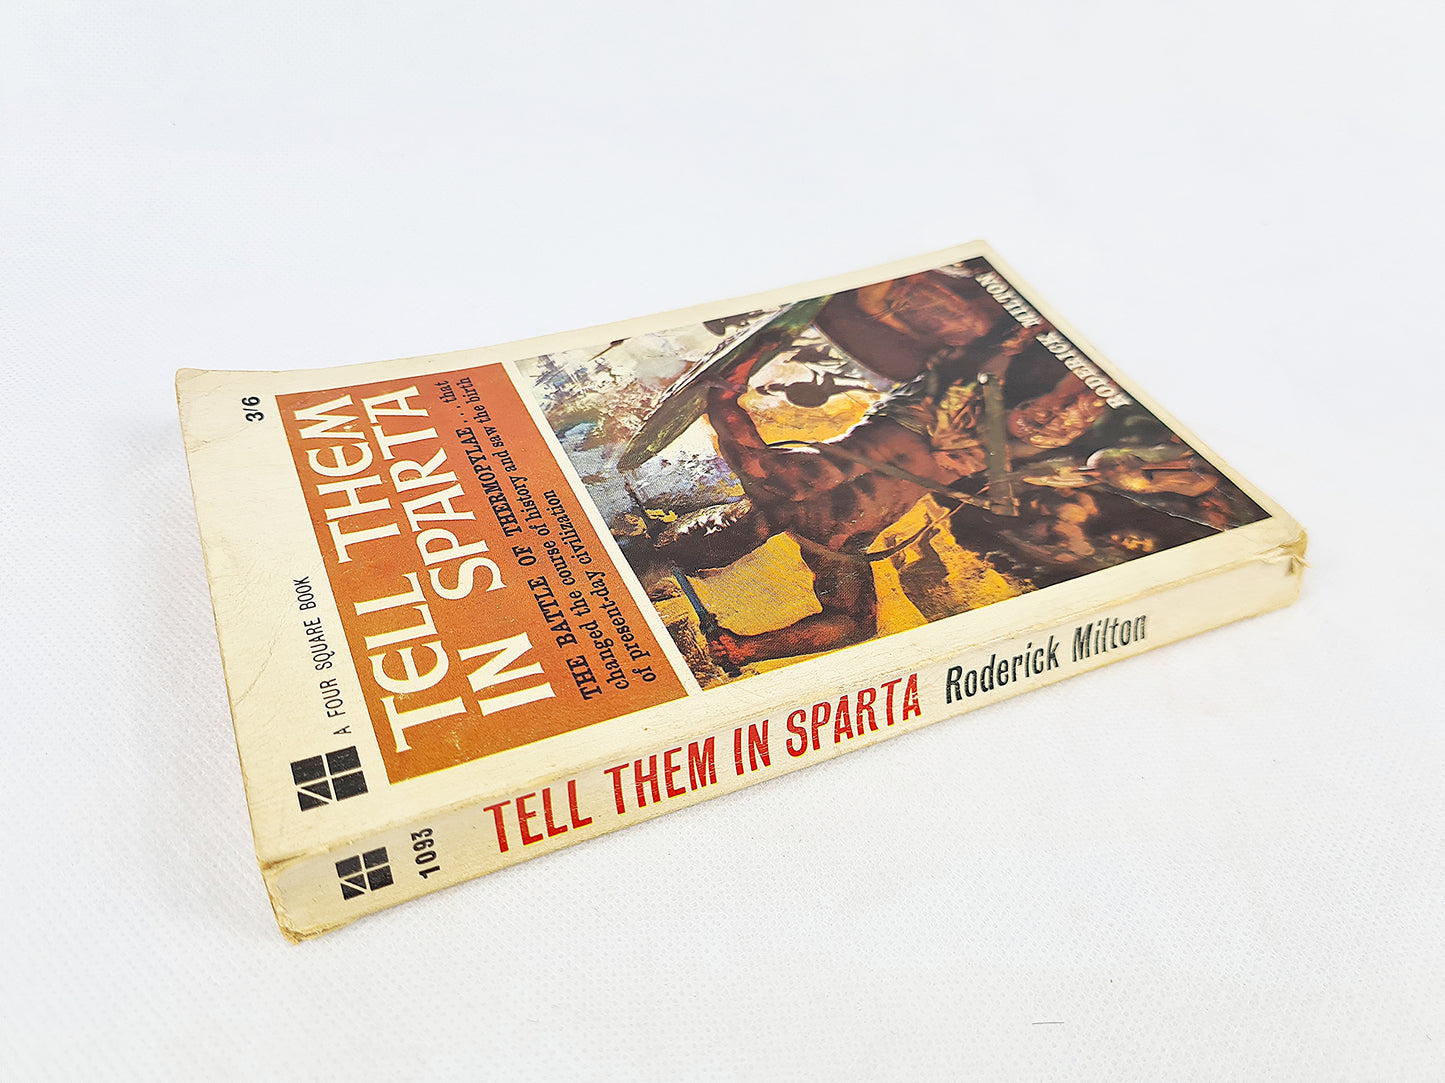 A FOUR SQUARE BOOK
3/6
TELL THEM
IN SPARTA
THE BATTLE OF THERMOPYLAE . . . that
changed the course of history and saw the birth
of present-day civilization
RODERICK MILTON
1093
TELL THEM IN SPARTA Roderick Milton